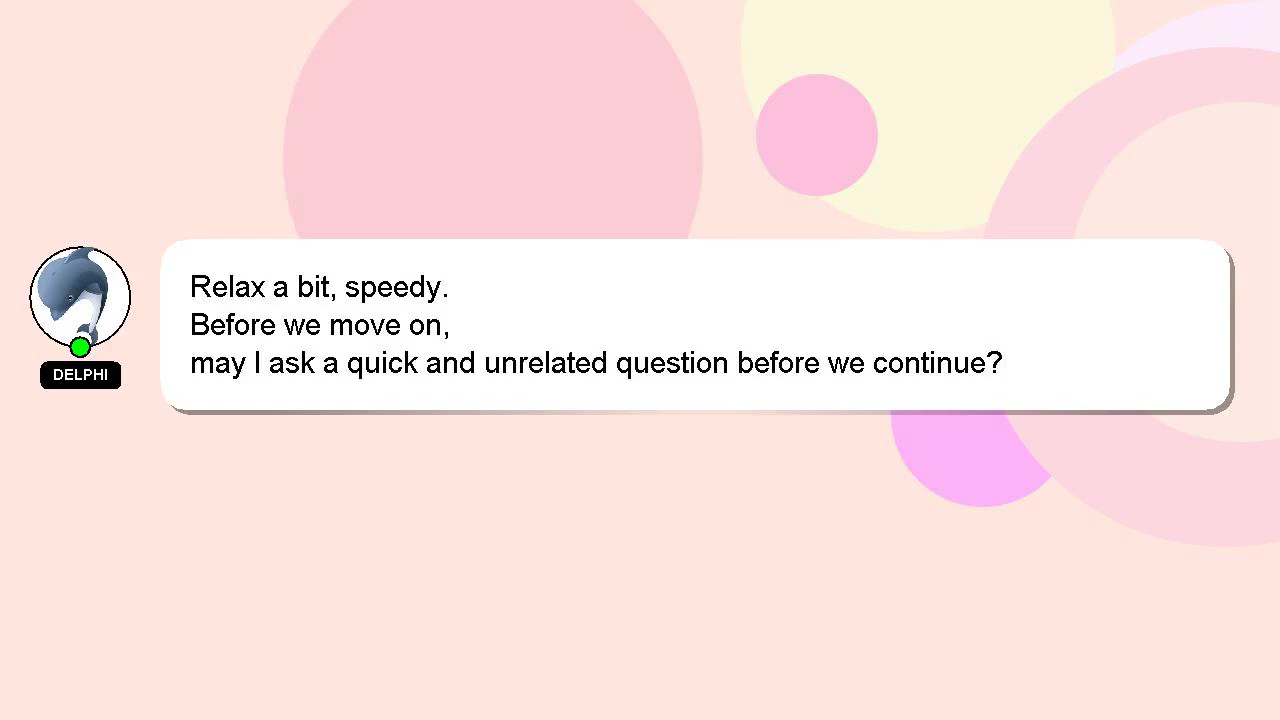 Relax a bit, speedy.
Before we move on,
may I ask a quick and unrelated question before we continue?
DELPHI